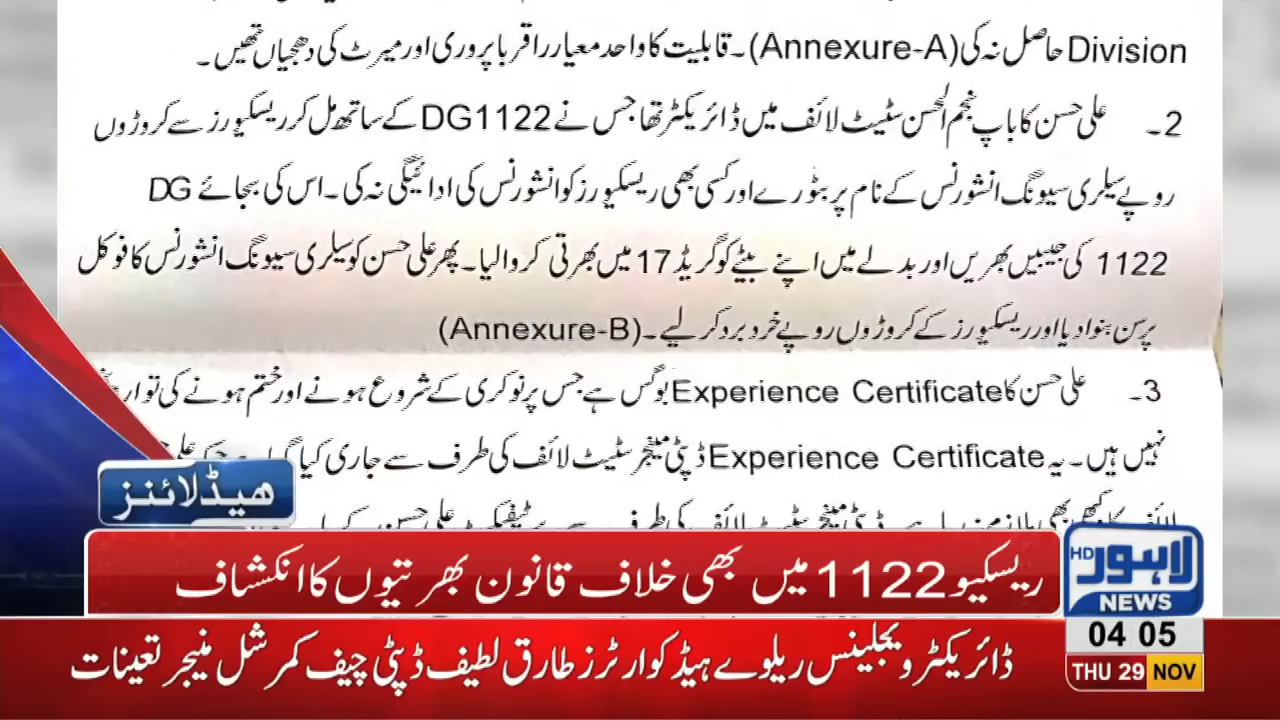 Division حاصل نہ کی (Annexure-A)۔ قابلیت کا واحد معیار اقربا پروری اور میرٹ کی دھجیاں تھیں۔
2۔ علی حسن کا باپ نجم الحسن سٹیٹ لائف میں ڈائریکٹر تھا جس نے DG1122 کے ساتھ مل کر ریسکیورز سے کروڑوں
روپے سیلری سیونگ انشورنس کے نام پر بٹورے اور کسی بھی ریسکیورز کو انشورنس کی ادائیگی نہ کی۔ اس کی بجائے DG
1122 کی جیبیں بھریں اور بدلے میں اپنے بیٹے کو گریڈ 17 میں بھرتی کروا لیا۔ پھر علی حسن کو سیلری سیونگ انشورنس کا فوکل
پرسن بنوا دیا اور ریسکیورز کے کروڑوں روپے خرد برد کر لیے۔ (Annexure-B)
3۔ علی حسن کا Experience Certificate بوگس ہے جس پر نوکری کے شروع ہونے اور ختم ہونے کی تواریخ
نہیں ہیں۔ یہ Experience Certificate ڈپٹی مینجر سٹیٹ لائف کی طرف سے جاری کیا گیا
ھیڈلائنز
ریسکیو 1122 میں بھی خلاف قانون بھرتیوں کا انکشاف
لاہور HD
NEWS
ڈائریکٹر ویجلینس ریلوے ہیڈکوارٹرز طارق لطیف ڈپٹی چیف کمرشل منیجر تعینات
04 05
THU 29 NOV